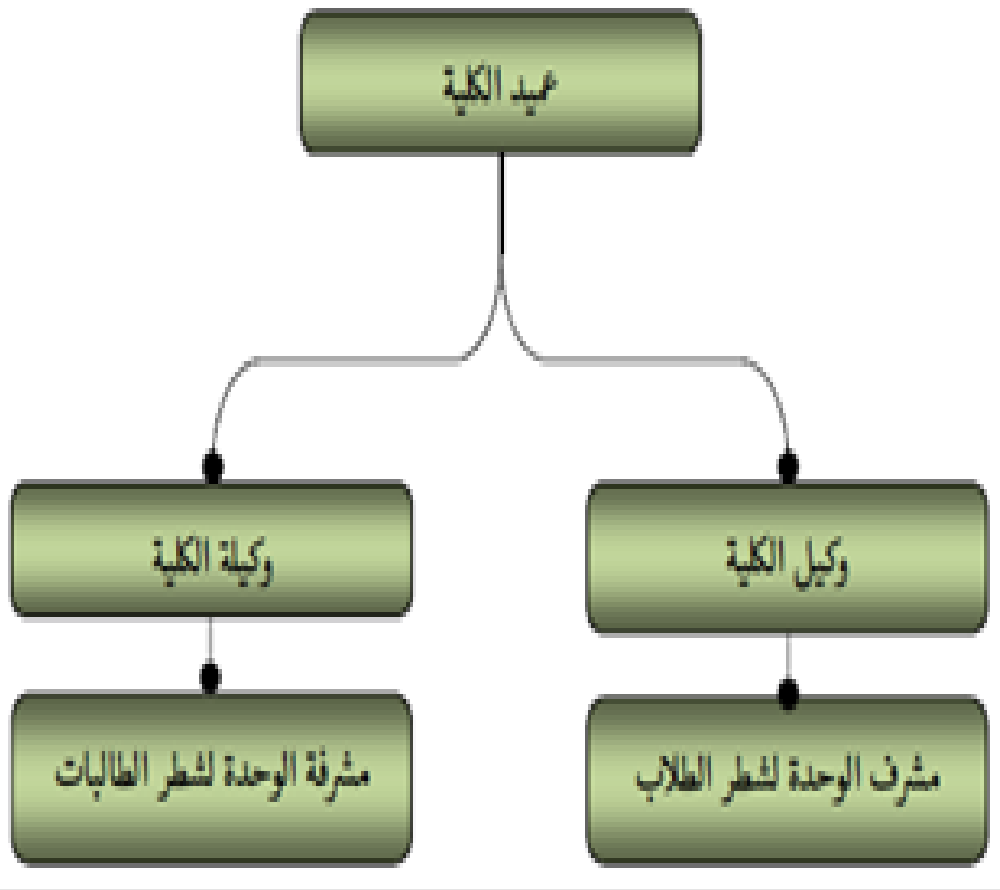 عميد الكلية
وكيل الكلية
وكيلة الكلية
مشرف الوحدة لشطر الطلاب
مشرفة الوحدة لشطر الطالبات